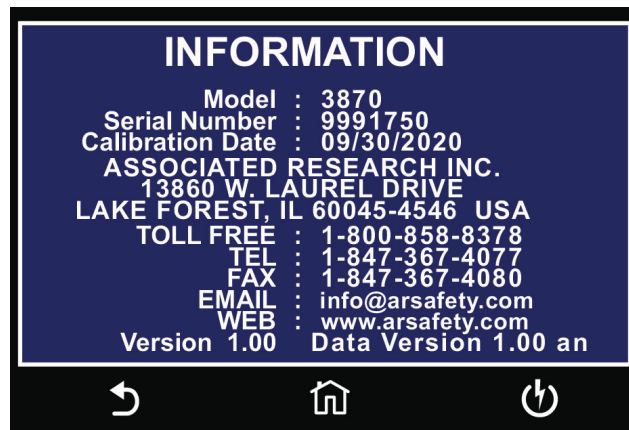 INFORMATION
Model : 3870
Serial Number : 9991750
Calibration Date : 09/30/2020
ASSOCIATED RESEARCH INC.
13860 W. LAUREL DRIVE
LAKE FOREST, IL 60045-4546 USA
TOLL FREE : 1-800-858-8378
TEL : 1-847-367-4077
FAX : 1-847-367-4080
EMAIL : info@arsafety.com
WEB : www.arsafety.com
Version 1.00 Data Version 1.00 an